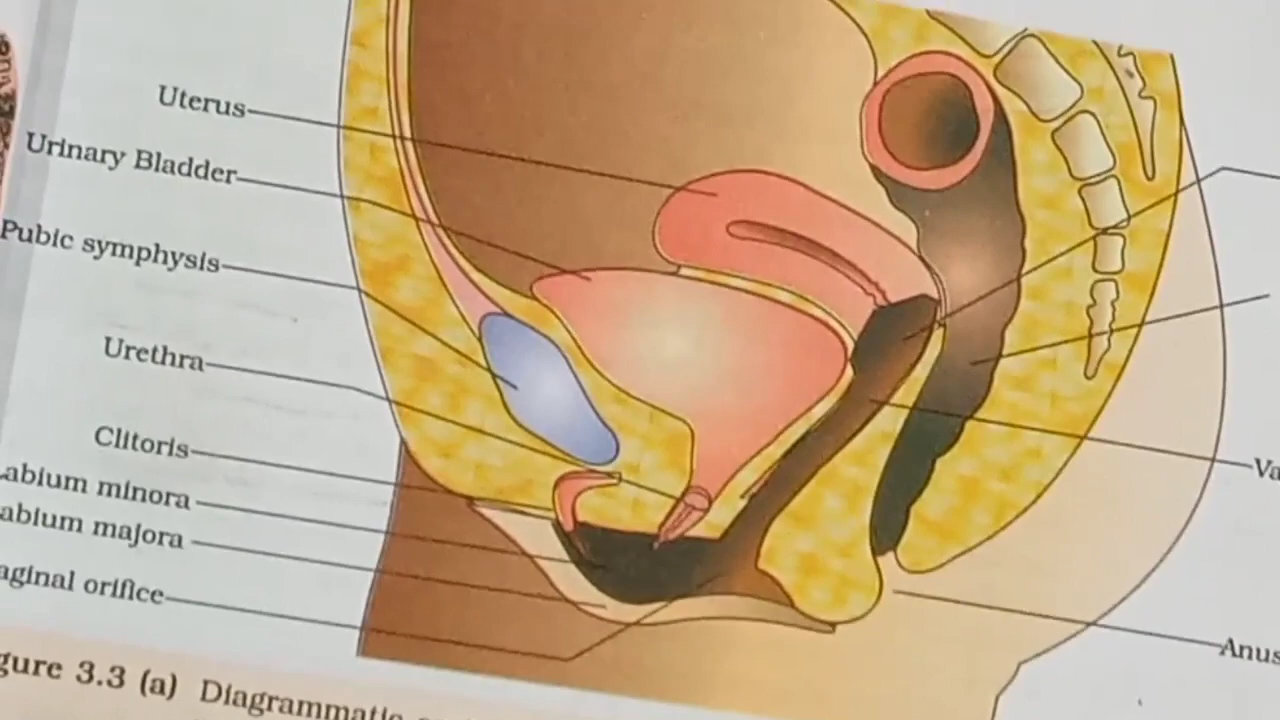 Uterus
Urinary Bladder
Pubic symphysis
Urethra
Clitoris
abium minora
abium majora
aginal orifice
Va
Anus
gure 3.3 (a) Diagrammatic